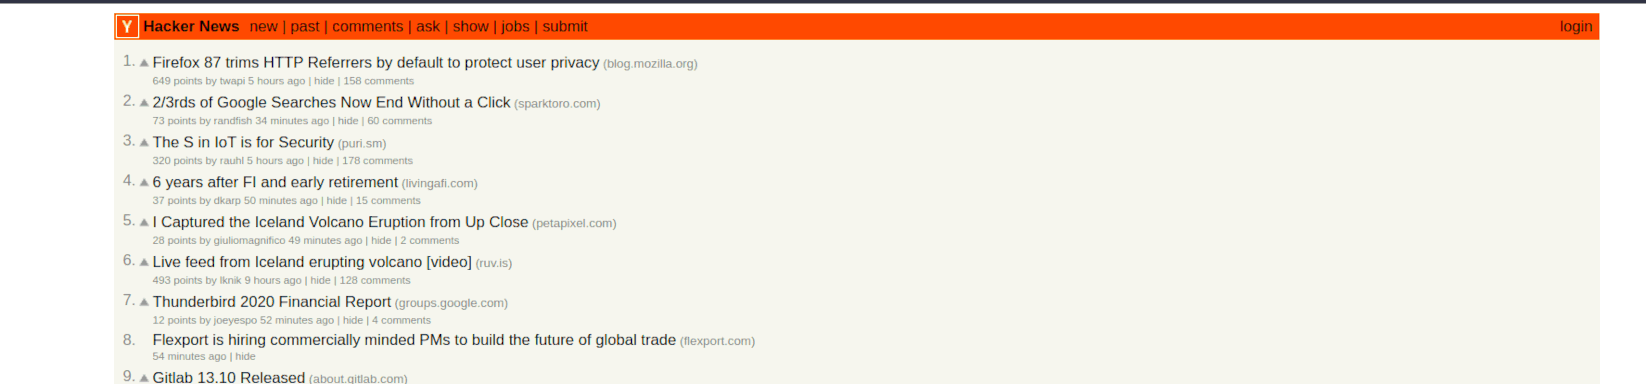 Y Hacker News new | past | comments | ask | show | jobs | submit login
1. ▲ Firefox 87 trims HTTP Referrers by default to protect user privacy (blog.mozilla.org)
649 points by twapi 5 hours ago | hide | 158 comments
2. ▲ 2/3rds of Google Searches Now End Without a Click (sparktoro.com)
73 points by randfish 34 minutes ago | hide | 60 comments
3. ▲ The S in IoT is for Security (puri.sm)
320 points by rauhl 5 hours ago | hide | 178 comments
4. ▲ 6 years after FI and early retirement (livingafi.com)
37 points by dkarp 50 minutes ago | hide | 15 comments
5. ▲ I Captured the Iceland Volcano Eruption from Up Close (petapixel.com)
28 points by giuliomagnifico 49 minutes ago | hide | 2 comments
6. ▲ Live feed from Iceland erupting volcano [video] (ruv.is)
493 points by lknik 9 hours ago | hide | 128 comments
7. ▲ Thunderbird 2020 Financial Report (groups.google.com)
12 points by joeyespo 52 minutes ago | hide | 4 comments
8. Flexport is hiring commercially minded PMs to build the future of global trade (flexport.com)
54 minutes ago | hide
9. ▲ Gitlab 13.10 Released (about.gitlab.com)